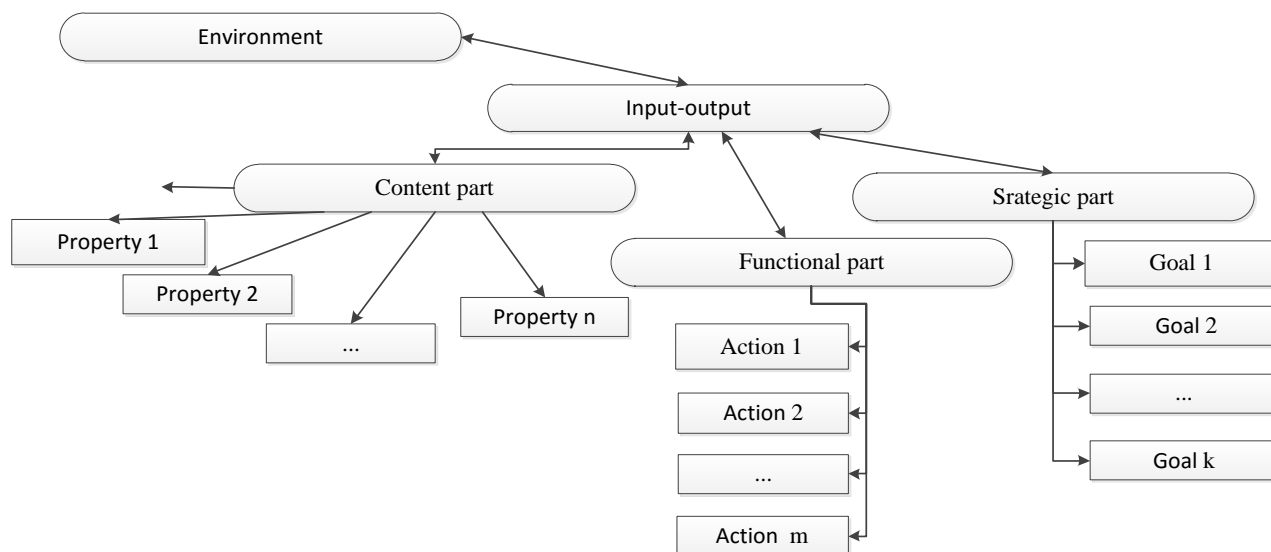 Environment
Input-output
Content part
Srategic part
Property 1
Property 2
...
Property n
Functional part
Action 1
Action 2
...
Action m
Goal 1
Goal 2
...
Goal k